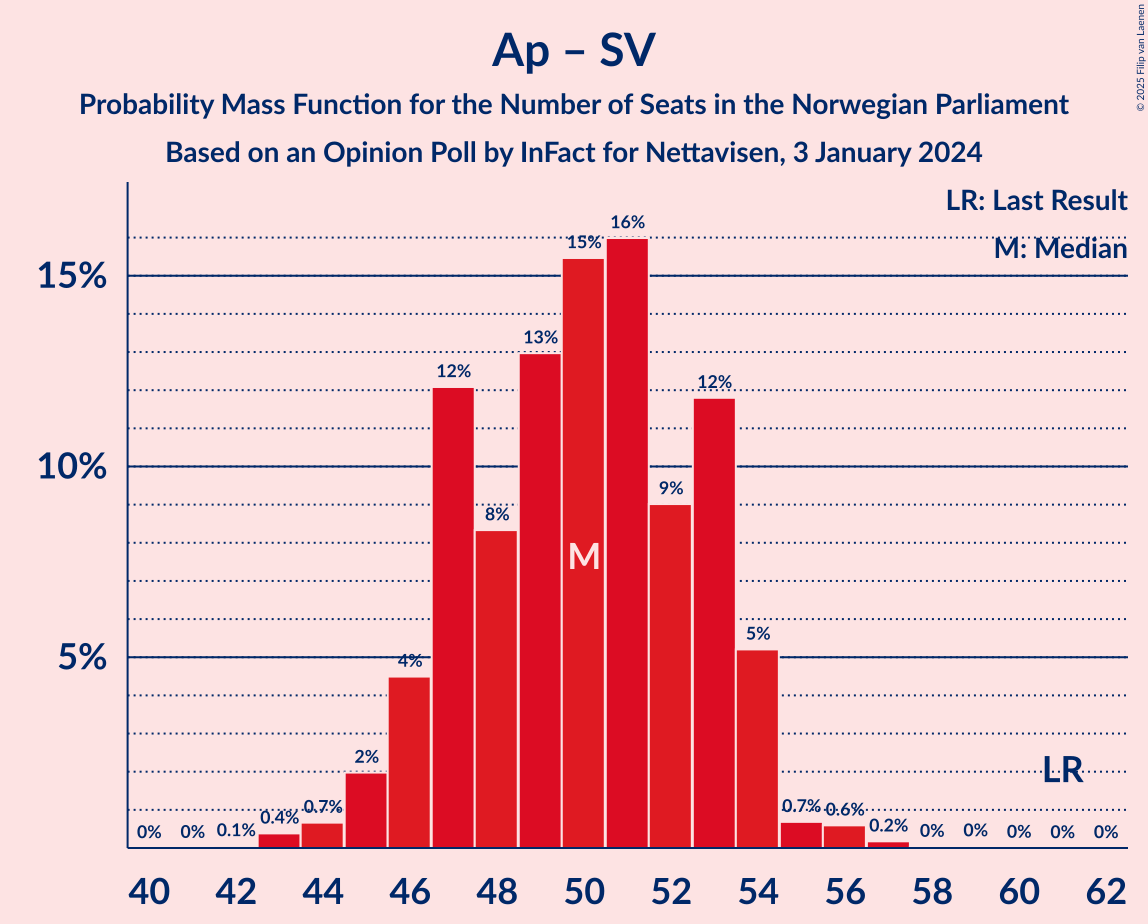 Ap – SV
Probability Mass Function for the Number of Seats in the Norwegian Parliament
Based on an Opinion Poll by InFact for Nettavisen, 3 January 2024
© 2025 Filip van Laenen
LR: Last Result
M: Median
15%
10%
5%
0%
0%
0.1%
0.4%
0.7%
2%
4%
12%
8%
13%
15%
16%
9%
12%
5%
0.7%
0.6%
0.2%
0%
0%
0%
0%
0%
M
LR
40 42 44 46 48 50 52 54 56 58 60 62